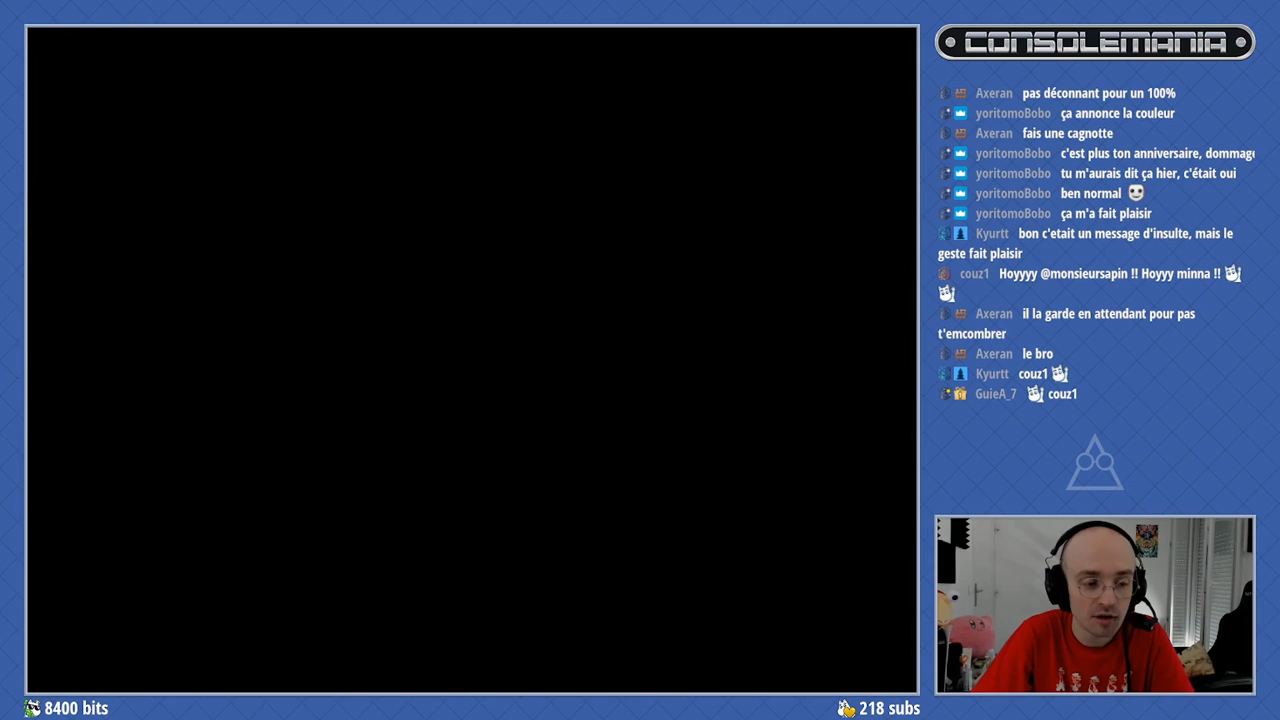 CONSOLEMANIA
Axeran pas déconnant pour un 100%
yoritomoBobo ça annonce la couleur
Axeran fais une cagnotte
yoritomoBobo c'est plus ton anniversaire, dommage
yoritomoBobo tu m'aurais dit ça hier, c'était oui
yoritomoBobo ben normal
yoritomoBobo ça m'a fait plaisir
Kyurtt bon c'etait un message d'insulte, mais le
geste fait plaisir
couz1 Hoyyyy @monsieursapin !! Hoyyy minna !!
Axeran il la garde en attendant pour pas
t'emcombrer
Axeran le bro
Kyurtt couz1
GuieA_7 couz1
8400 bits
218 subs